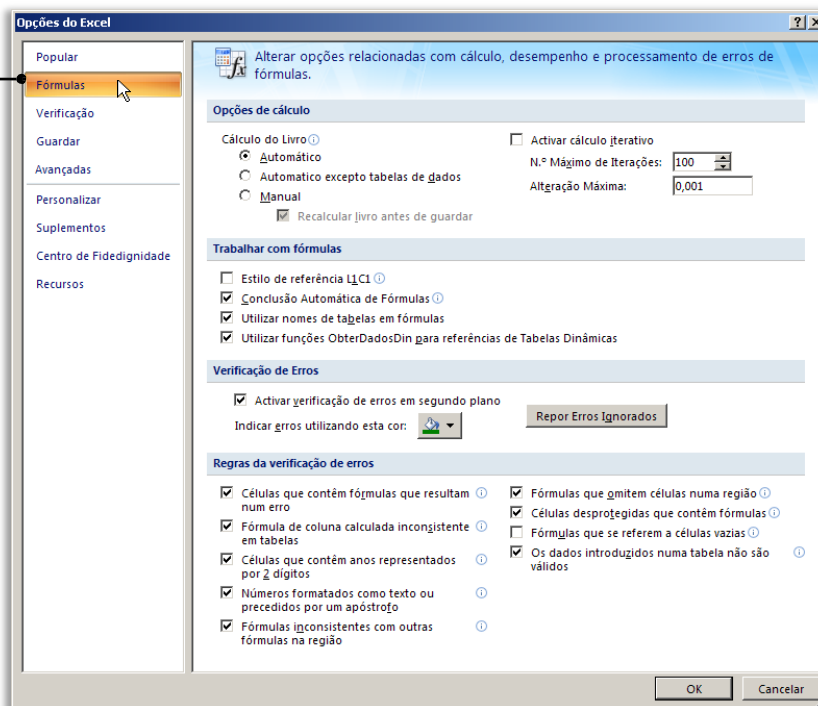 Opções do Excel
Popular
Fórmulas
Verificação
Guardar
Avançadas
Personalizar
Suplementos
Centro de Fidedignidade
Recursos
Alterar opções relacionadas com cálculo, desempenho e processamento de erros de
fórmulas.
Opções de cálculo
Cálculo do Livro
Automático
Automatico excepto tabelas de dados
Manual
Recalcular livro antes de guardar
Activar cálculo iterativo
N.º Máximo de Iterações: 100
Alteração Máxima: 0,001
Trabalhar com fórmulas
Estilo de referência L1C1
Conclusão Automática de Fórmulas
Utilizar nomes de tabelas em fórmulas
Utilizar funções ObterDadosDin para referências de Tabelas Dinâmicas
Verificação de Erros
Activar verificação de erros em segundo plano
Indicar erros utilizando esta cor:
Repor Erros Ignorados
Regras da verificação de erros
Células que contêm fórmulas que resultam
num erro
Fórmula de coluna calculada inconsistente
em tabelas
Células que contêm anos representados
por 2 dígitos
Números formatados como texto ou
precedidos por um apóstrofo
Fórmulas inconsistentes com outras
fórmulas na região
Fórmulas que omitem células numa região
Células desprotegidas que contêm fórmulas
Fórmulas que se referem a células vazias
Os dados introduzidos numa tabela não são
válidos
OK
Cancelar